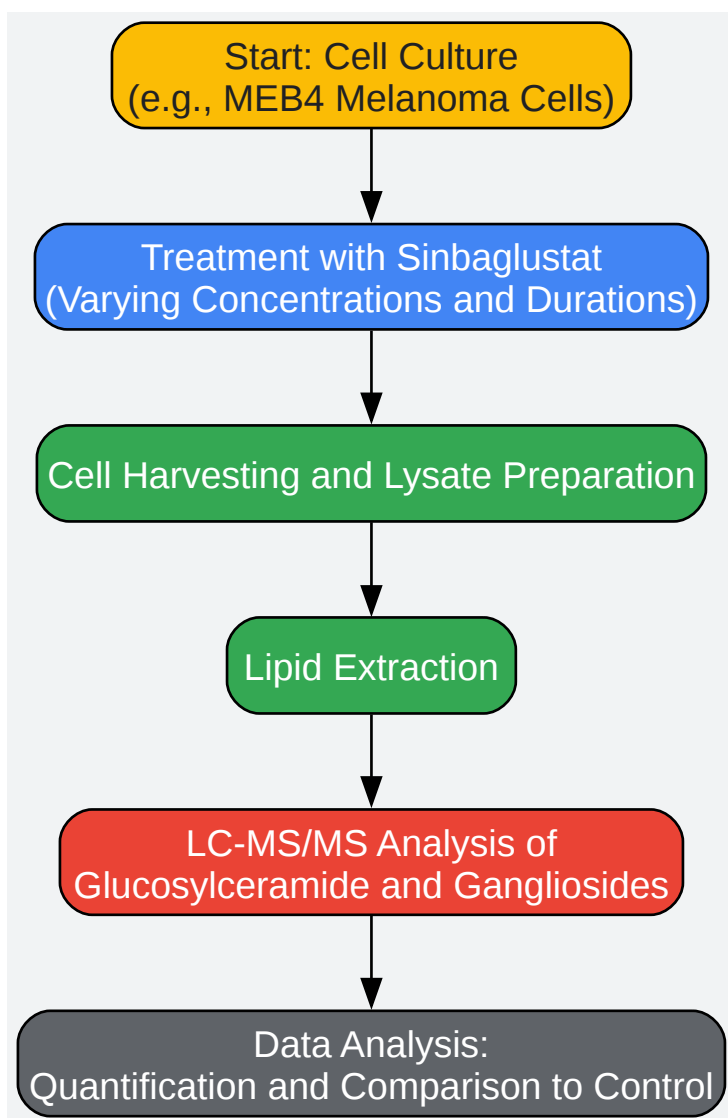 Start: Cell Culture
(e.g., MEB4 Melanoma Cells)
Treatment with Sinbaglustat
(Varying Concentrations and Durations)
Cell Harvesting and Lysate Preparation
Lipid Extraction
LC-MS/MS Analysis of
Glucosylceramide and Gangliosides
Data Analysis:
Quantification and Comparison to Control